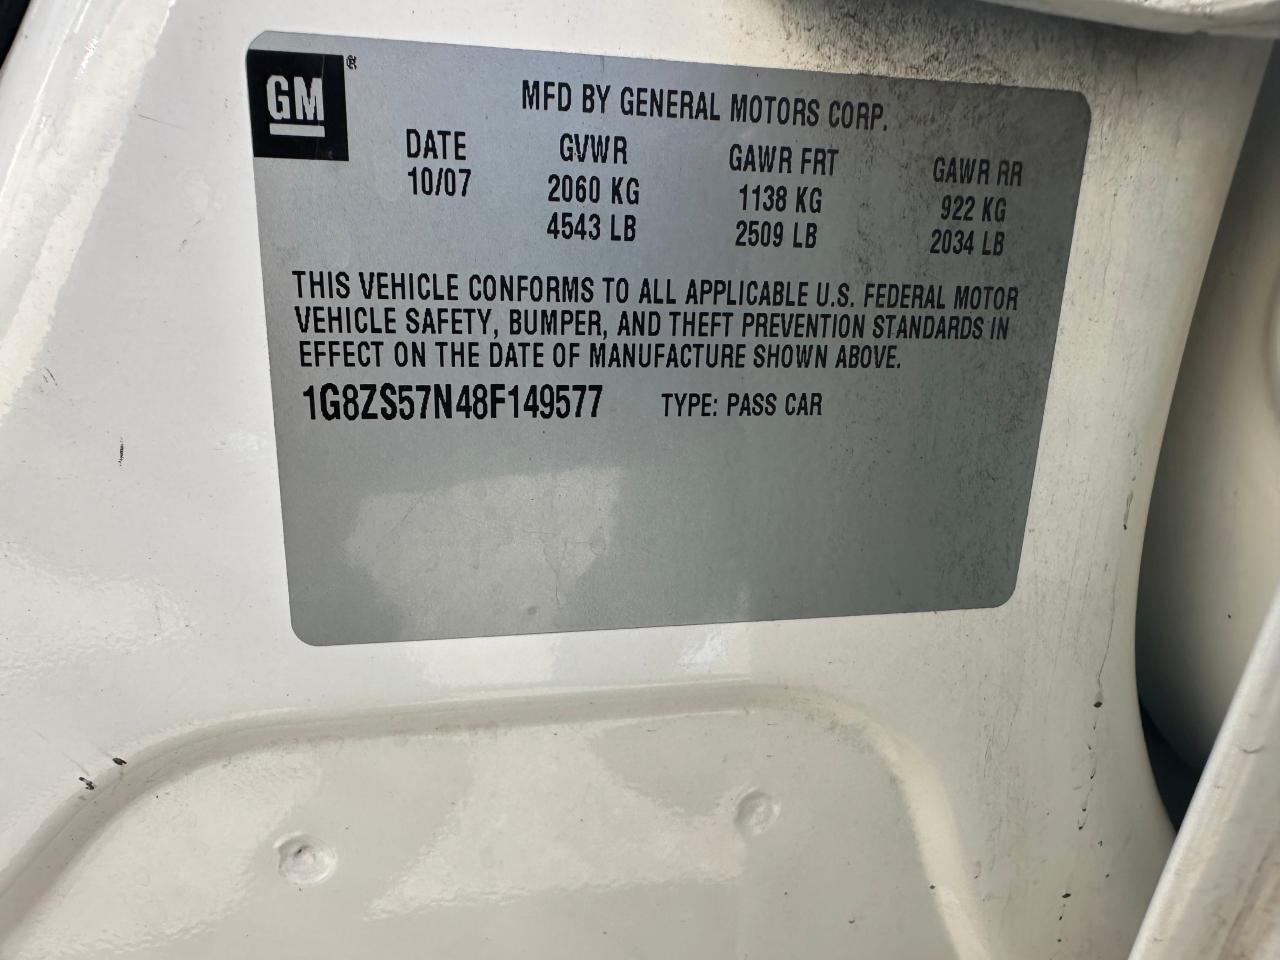 GM®
MFD BY GENERAL MOTORS CORP.
DATE GVWR GAWR FRT GAWR RR
10/07 2060 KG 1138 KG 922 KG
4543 LB 2509 LB 2034 LB
THIS VEHICLE CONFORMS TO ALL APPLICABLE U.S. FEDERAL MOTOR
VEHICLE SAFETY, BUMPER, AND THEFT PREVENTION STANDARDS IN
EFFECT ON THE DATE OF MANUFACTURE SHOWN ABOVE.
1G8ZS57N48F149577 TYPE: PASS CAR